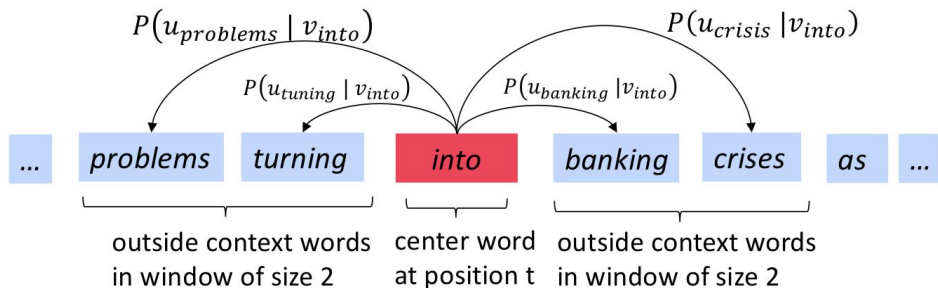 P(u_problems | v_into) P(u_crisis |v_into)
P(u_tuning | v_into) P(u_banking |v_into)
... problems turning into banking crises as ...
outside context words center word outside context words
in window of size 2 at position t in window of size 2